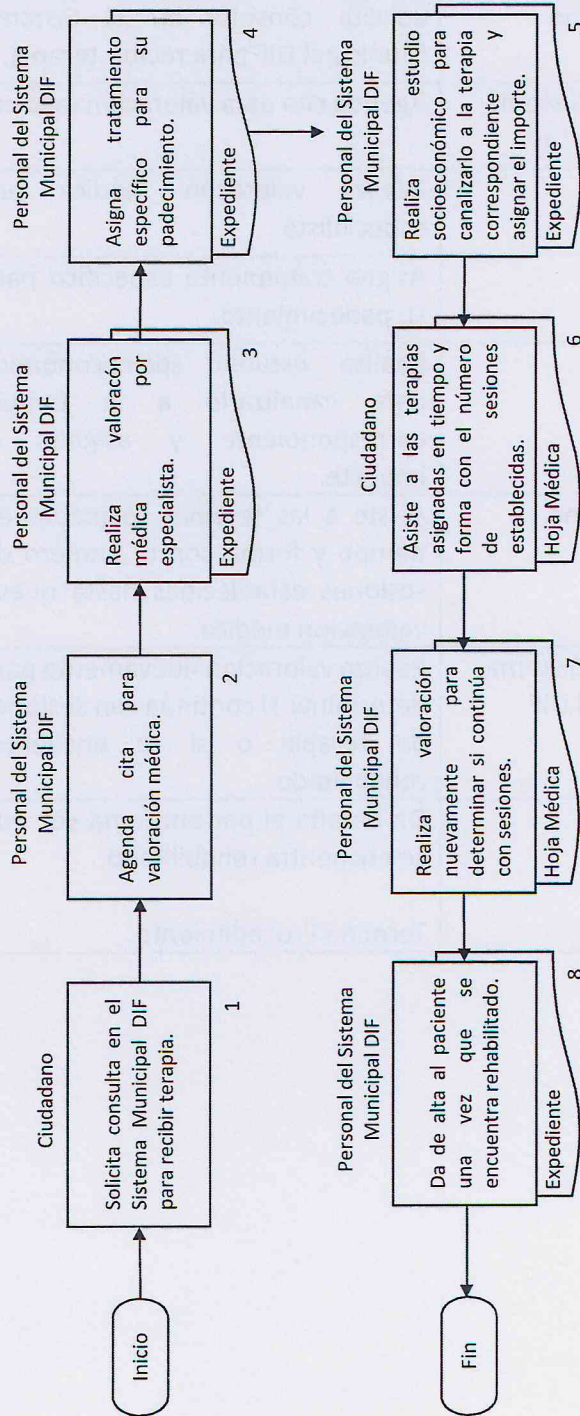 Inicio
Ciudadano
Solicita consulta en el
Sistema Municipal DIF
para recibir terapia.
1
Personal del Sistema
Municipal DIF
Agenda cita para
valoración médica.
2
Personal del Sistema
Municipal DIF
Realiza valoracón
médica por
especialista.
Expediente
3
Personal del Sistema
Municipal DIF
Asigna tratamiento
específico para su
padenmiento.
Expediente
4
Personal del Sistema
Municipal DIF
Realiza estudio
socioeconómico para
canalizarlo a la terapia
correspondiente y
asignar el importe.
Expediente
5
Ciudadano
Asiste a las terapias
asignadas en tiempo y
forma con el número
de sesiones
establecidas.
Hoja Médica
6
Personal del Sistema
Municipal DIF
Realiza valoración
nuevamente para
determinar si continúa
con sesiones.
Hoja Médica
7
Personal del Sistema
Municipal DIF
Da de alta al paciente
una vez que se
encuentra rehabilitado.
Expediente
8
Fin